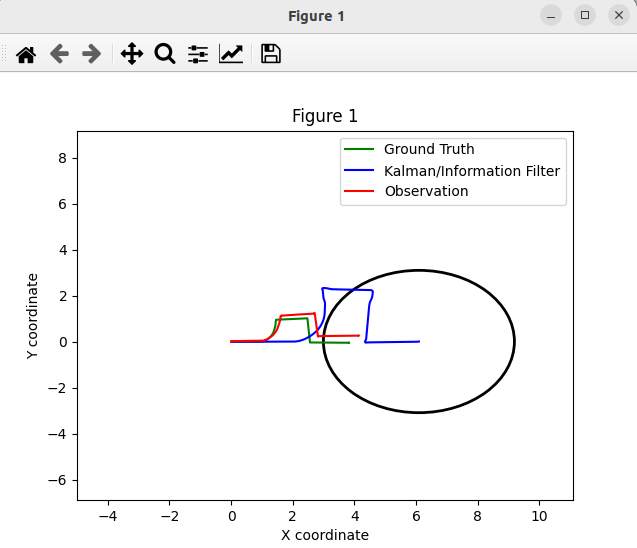 Figure 1
Figure 1
Ground Truth
Kalman/Information Filter
Observation
8
6
4
2
0
−2
−4
−6
Y coordinate
−4 −2 0 2 4 6 8 10
X coordinate